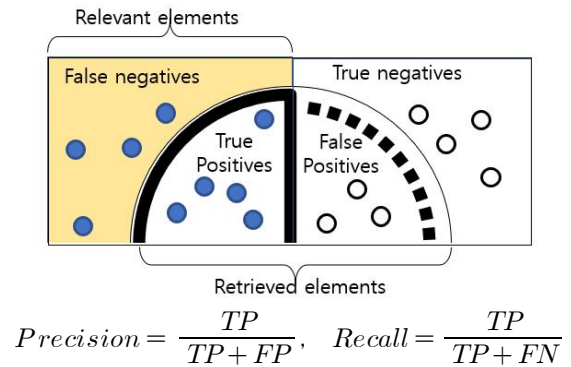 Relevant elements
False negatives
True negatives
True
Positives
False
Positives
Retrieved elements
Precision = TP / TP + FP, Recall = TP / TP + FN